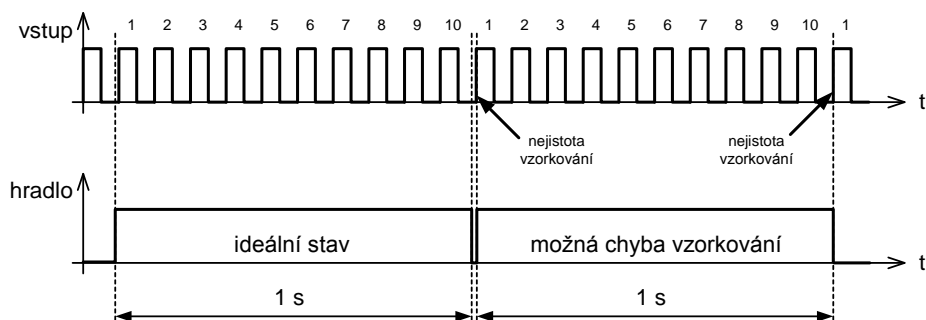 1 2 3 4 5 6 7 8 9 10 1 2 3 4 5 6 7 8 9 10 1
vstup
t
nejistota
vzorkování
nejistota
vzorkování
hradlo
ideální stav
možná chyba vzorkování
t
1 s
1 s